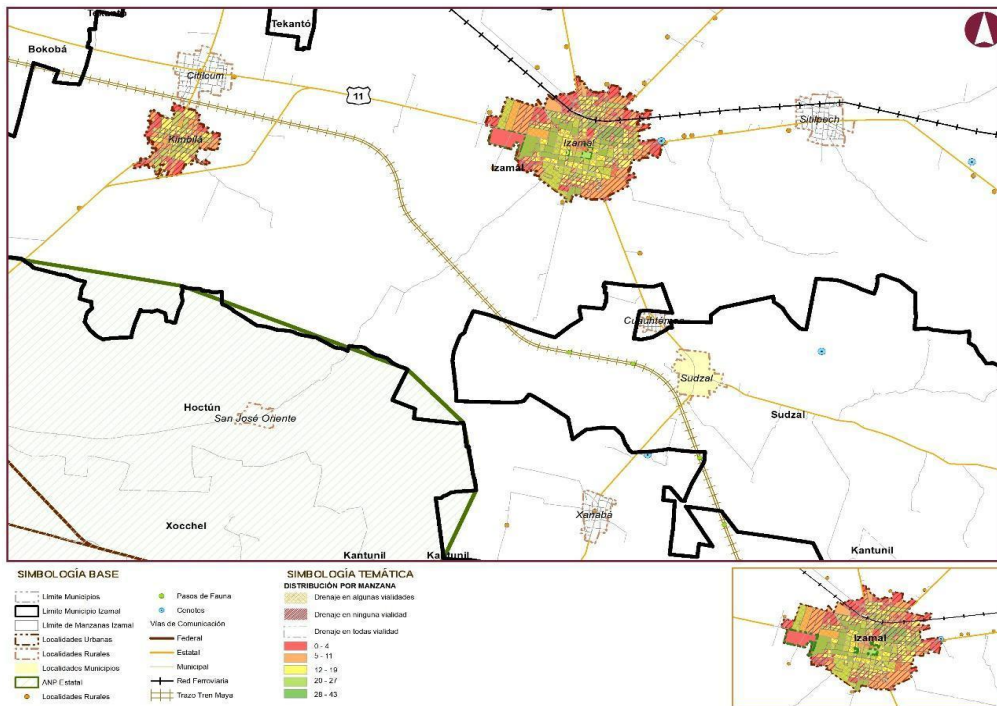 Tekantó
Tekantó
Bokobá
Citilcum
11
Kimbilá
Izamal
Sitilpech
Izamal
Cuauhtémoc
Sudzal
Hoctún
San José Oriente
Sudzal
Xanabá
Xocchel
Kantunil
Kantunil
Kantunil
SIMBOLOGÍA BASE
Límite Municipios
Límite Municipio Izamal
Límite de Manzanas Izamal
Localidades Urbanas
Localidades Rurales
Localidados Municipios
ANP Estatal
Localidades Rurales
Pasos de Fauna
Cenotes
Vías de Comunicación
Federal
Estatal
Municipal
Red Ferroviaria
Trazo Tren Maya
SIMBOLOGÍA TEMÁTICA
DISTRIBUCIÓN POR MANZANA
Drenaje en algunas vialidades
Drenaje en ninguna vialidad
Drenaje en todas vialidad
0 - 4
5 - 11
12 - 19
20 - 27
28 - 43
Izamal